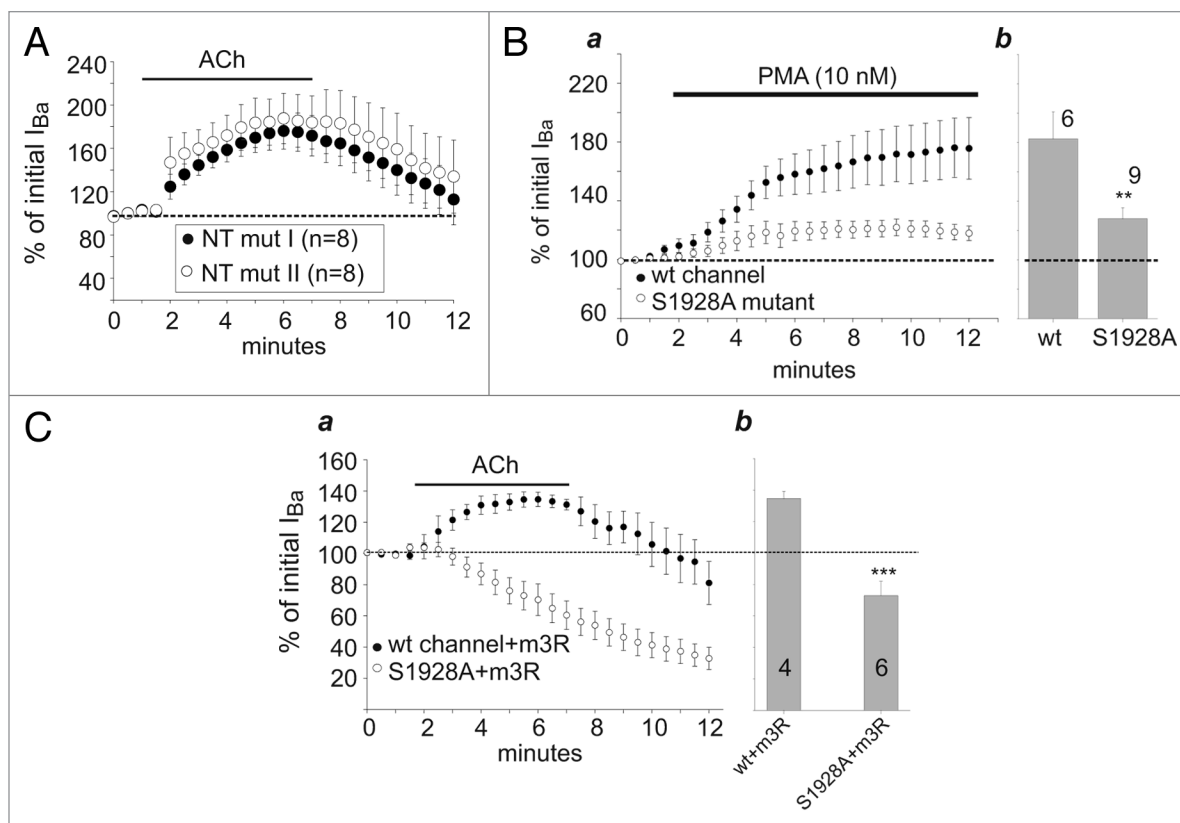 A
ACh
% of initial I_Ba
240
200
160
120
80
40
NT mut I (n=8)
NT mut II (n=8)
0 2 4 6 8 10 12
minutes
B
a
PMA (10 nM)
% of initial I_Ba
220
180
140
100
60
wt channel
S1928A mutant
0 2 4 6 8 10 12
minutes
b
6
9
**
wt S1928A
C
a
ACh
% of initial I_Ba
160
140
120
100
80
60
40
20
wt channel+m3R
S1928A+m3R
0 2 4 6 8 10 12
minutes
b
***
4 6
wt+m3R
S1928A+m3R